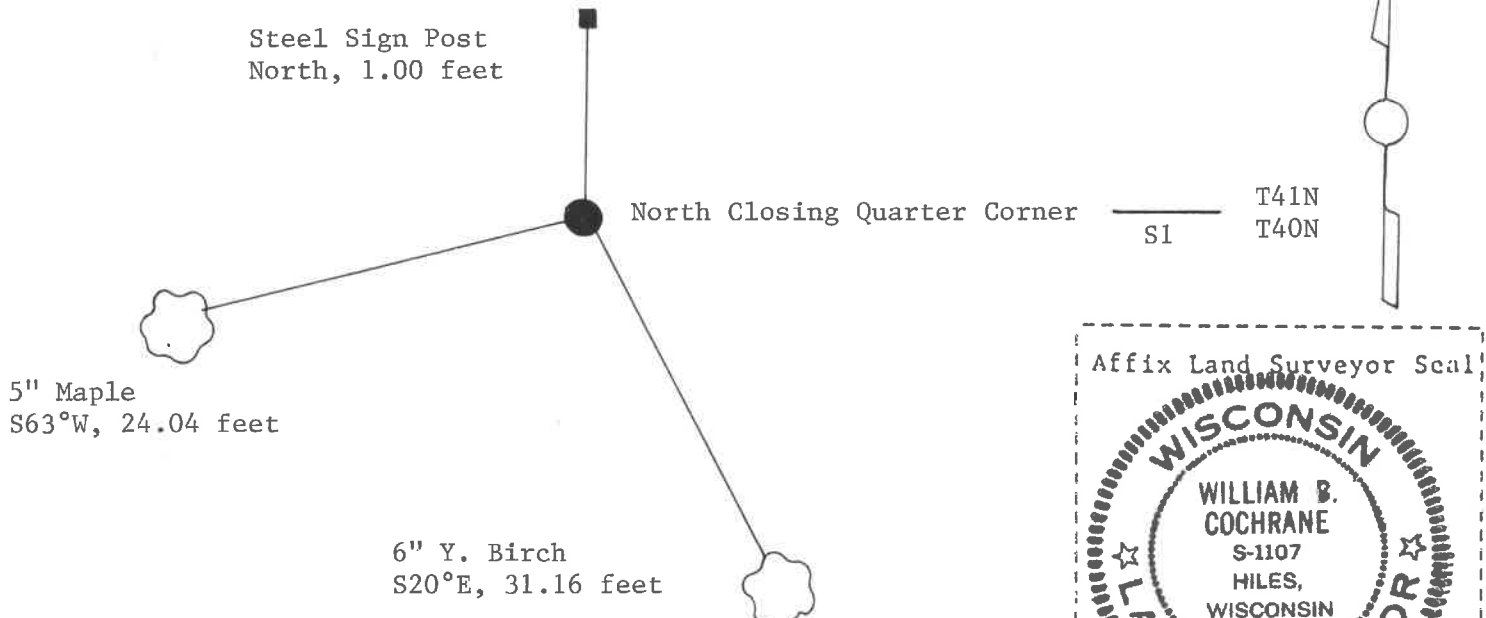 Steel Sign Post
North, 1.00 feet
North Closing Quarter Corner
T41N
S1 T40N
5" Maple
S63°W, 24.04 feet
6" Y. Birch
S20°E, 31.16 feet
Affix Land Surveyor Seal
WISCONSIN
WILLIAM B.
COCHRANE
S-1107
HILES,
WISCONSIN